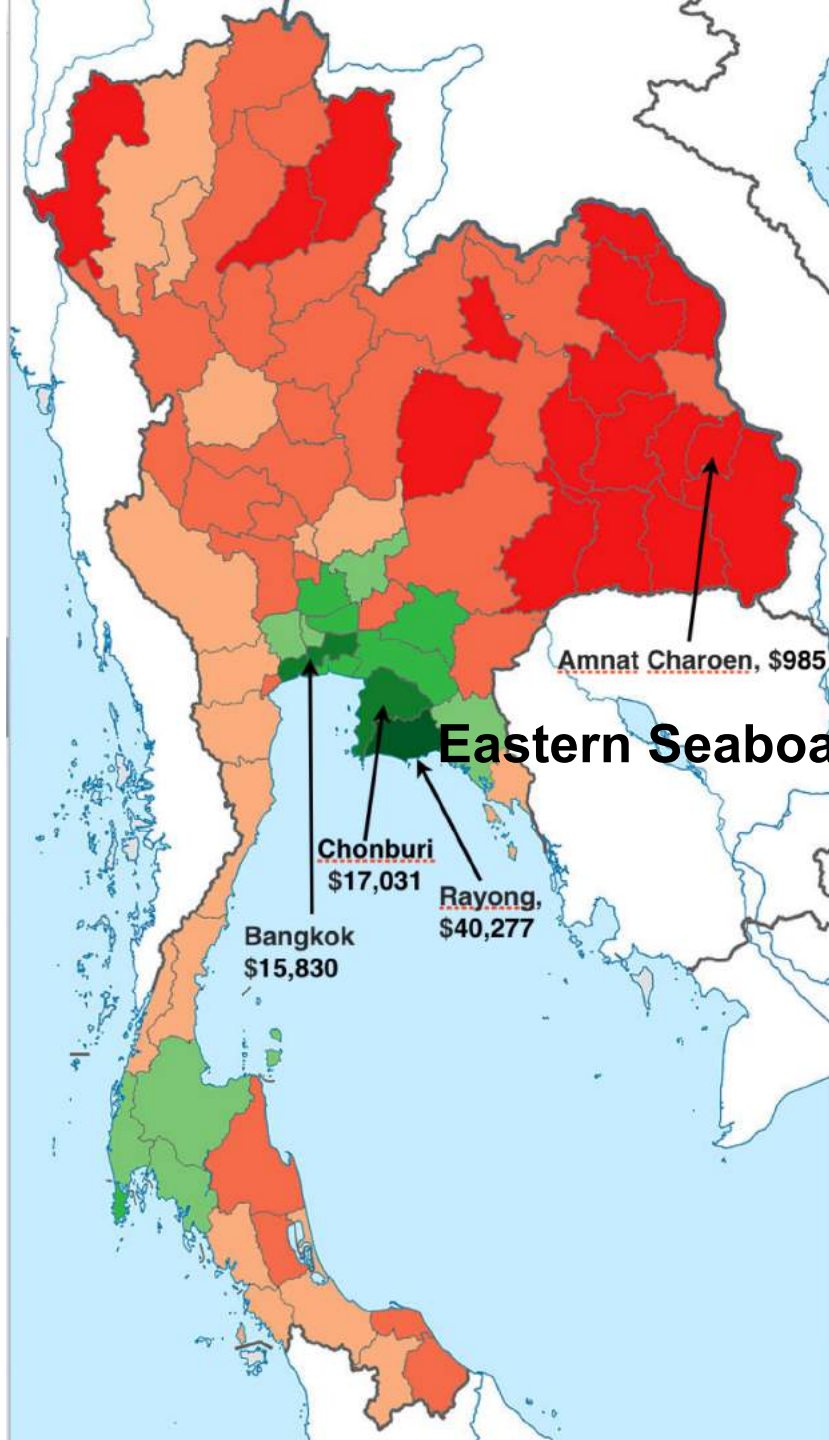 Amnat Charoen, $985
Eastern Seaboa
Chonburi
$17,031
Rayong,
$40,277
Bangkok
$15,830